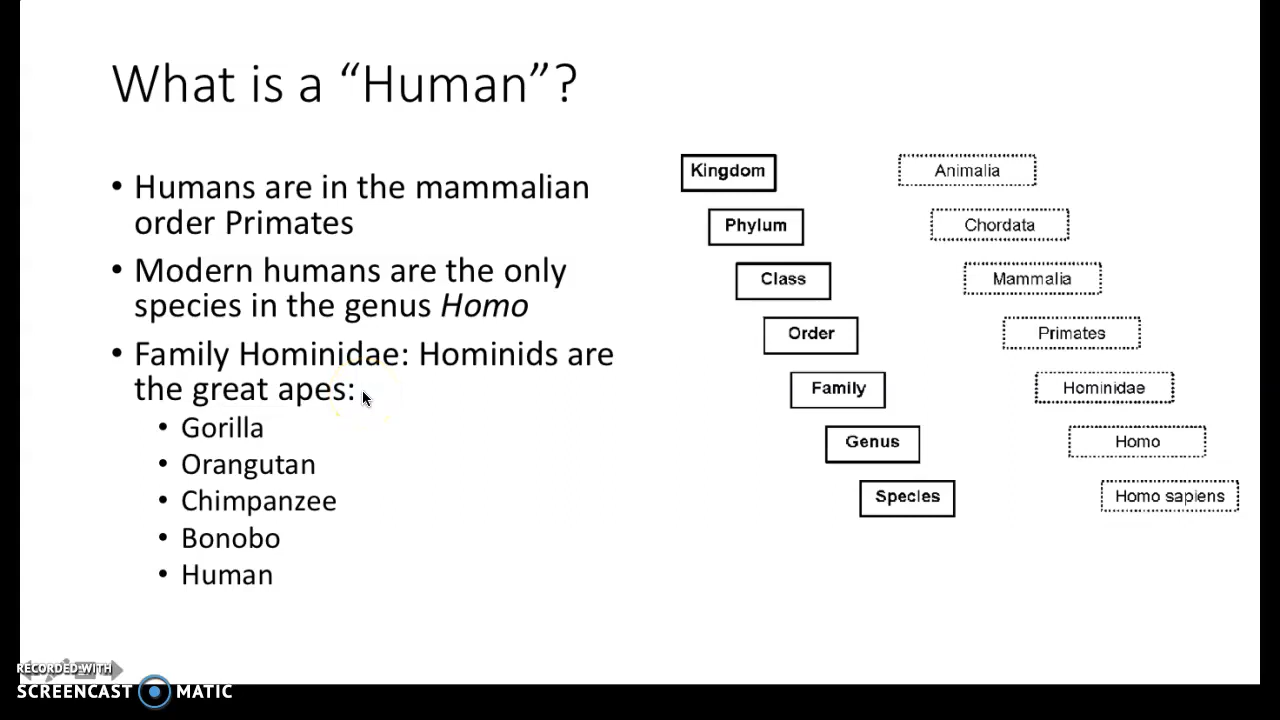 What is a “Human”?
• Humans are in the mammalian
order Primates
• Modern humans are the only
species in the genus Homo
• Family Hominidae: Hominids are
the great apes:
• Gorilla
• Orangutan
• Chimpanzee
• Bonobo
• Human
Kingdom Animalia
Phylum Chordata
Class Mammalia
Order Primates
Family Hominidae
Genus Homo
Species Homo sapiens
RECORDED WITH
SCREENCAST MATIC